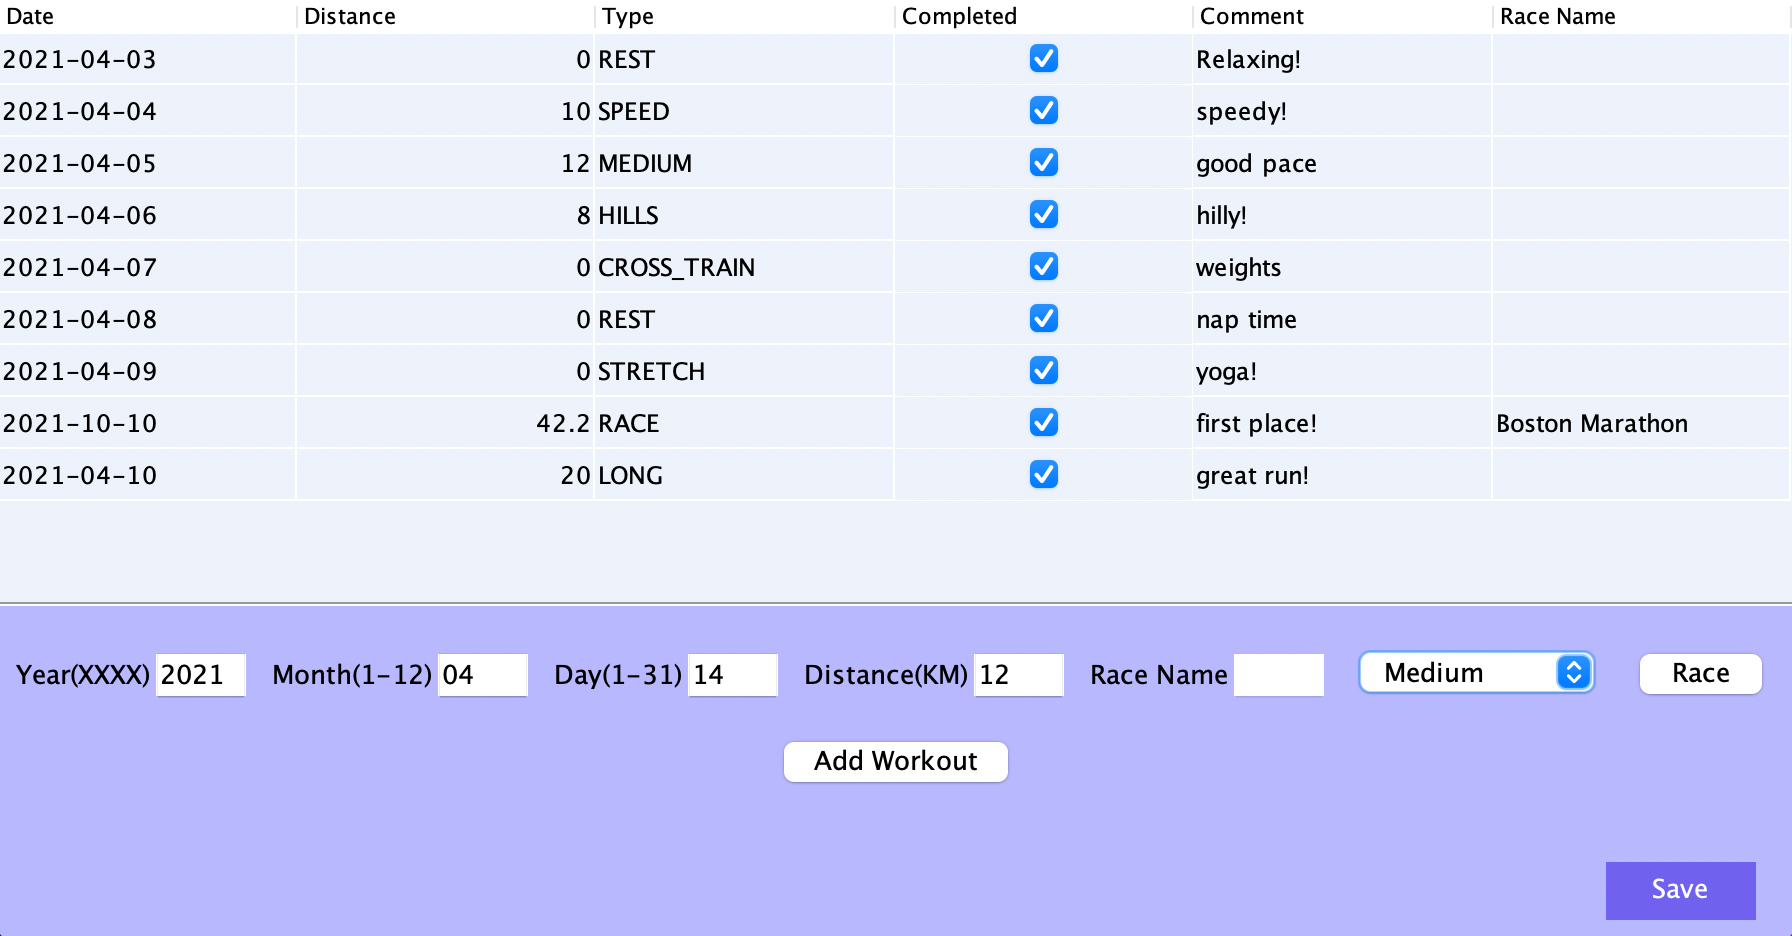 Date Distance Type Completed Comment Race Name
2021-04-03 0 REST Relaxing!
2021-04-04 10 SPEED speedy!
2021-04-05 12 MEDIUM good pace
2021-04-06 8 HILLS hilly!
2021-04-07 0 CROSS_TRAIN weights
2021-04-08 0 REST nap time
2021-04-09 0 STRETCH yoga!
2021-10-10 42.2 RACE first place! Boston Marathon
2021-04-10 20 LONG great run!
Year(XXXX) 2021 Month(1-12) 04 Day(1-31) 14 Distance(KM) 12 Race Name Medium Race
Add Workout
Save